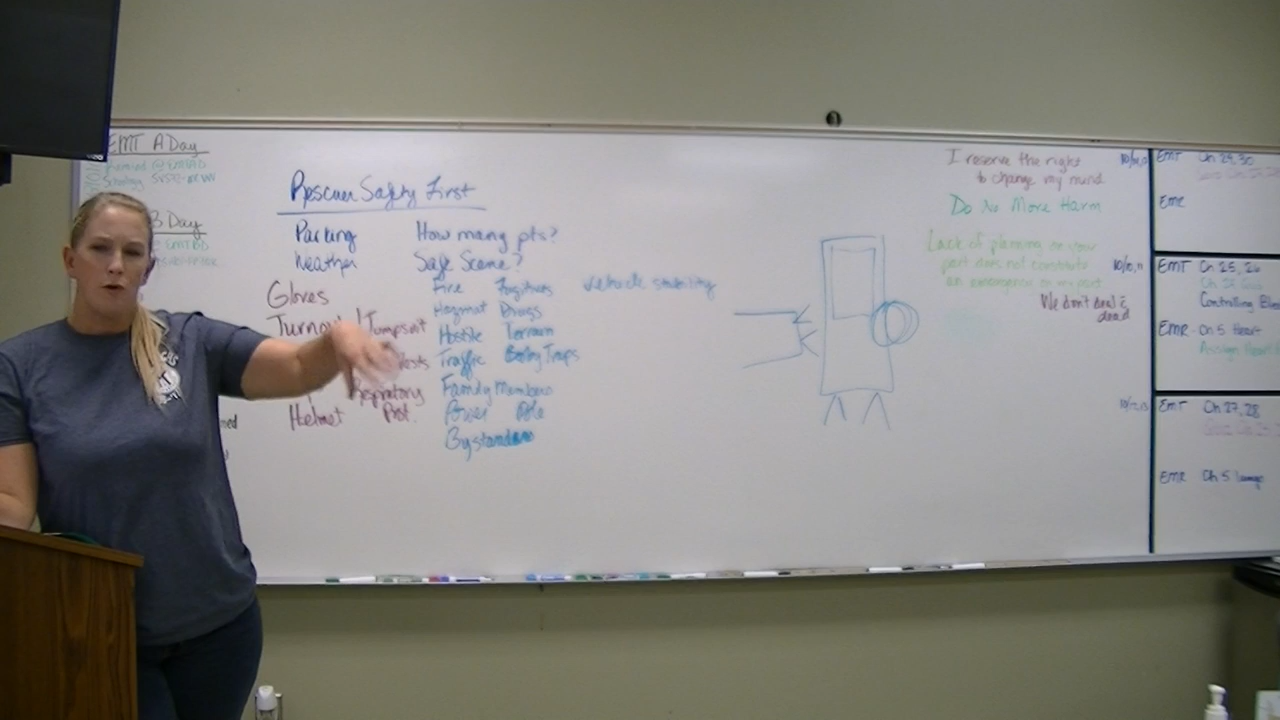 EMT A Day
B Day
Rescuer Safety First
Parking How many pts?
Weather Safe Scene?
Gloves Fire Fugitives Vehicle stability
Hazmat Drugs
Jumpsuit Hostile Terrain
Vests Traffic Booby Traps
Respiratory Family Members
Helmet Prot. Power Pole
Bystanders
I reserve the right
to change my mind
Do No More Harm
Lack of planning on your
part does not constitute
an emergency on my part
We don't deal c̄
dead
EMT Ch 29, 30
EMR
EMT Ch 25, 26
Controlling
EMR - Ch 5 Heart
Assign Heart
EMT Ch 27, 28
EMR Ch 5 lungs